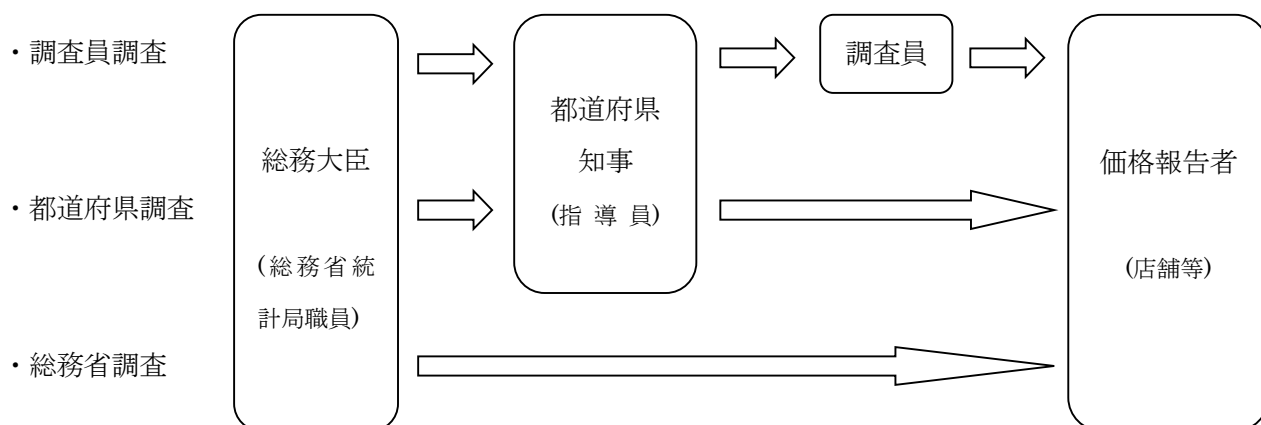 ・調査員調査
・都道府県調査
・総務省調査
総務大臣
(総務省統
計局職員)
都道府県
知事
(指 導 員)
調査員
価格報告者
(店舗等)